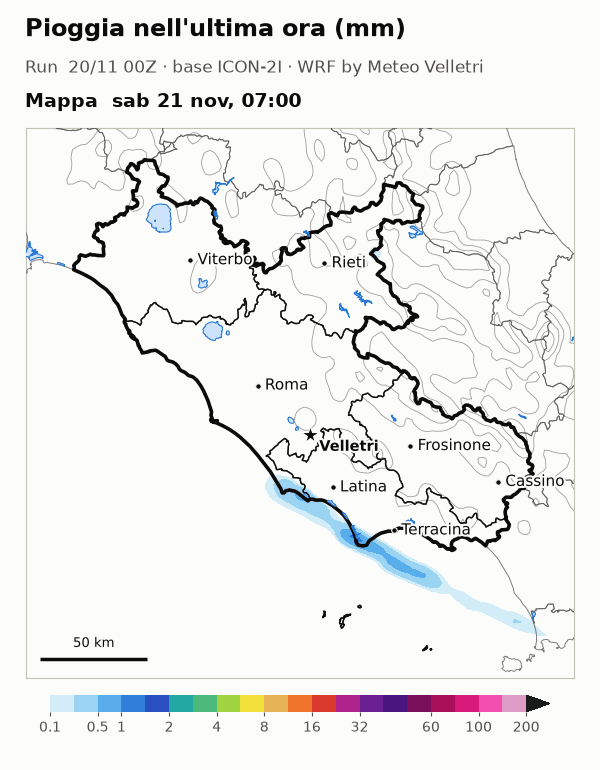 Pioggia nell'ultima ora (mm)
Run  20/11 00Z · base ICON-2I · WRF by Meteo Velletri
Mappa  sab 21 nov, 07:00
Viterbo
Rieti
Roma
Velletri
Frosinone
Latina
Cassino
Terracina
50 km
0.1 0.5 1 2 4 8 16 32 60 100 200